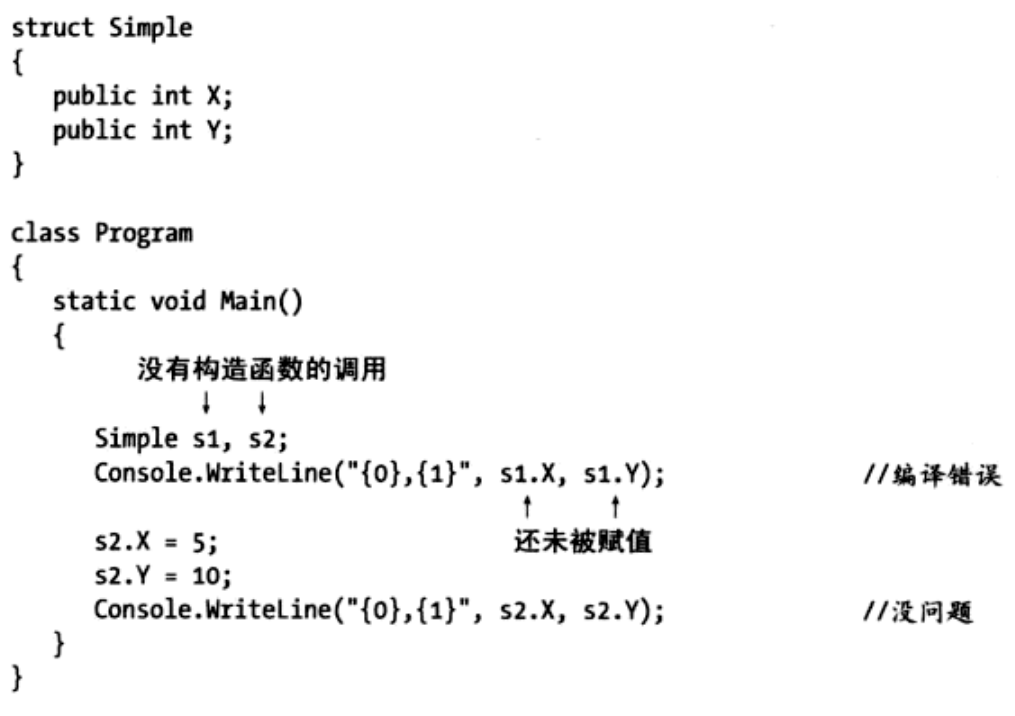 struct Simple
{
public int X;
public int Y;
}
class Program
{
static void Main()
{
没有构造函数的调用
↓ ↓
Simple s1, s2;
Console.WriteLine("{0},{1}", s1.X, s1.Y); //编译错误
↑ ↑
s2.X = 5; 还未被赋值
s2.Y = 10;
Console.WriteLine("{0},{1}", s2.X, s2.Y); //没问题
}
}